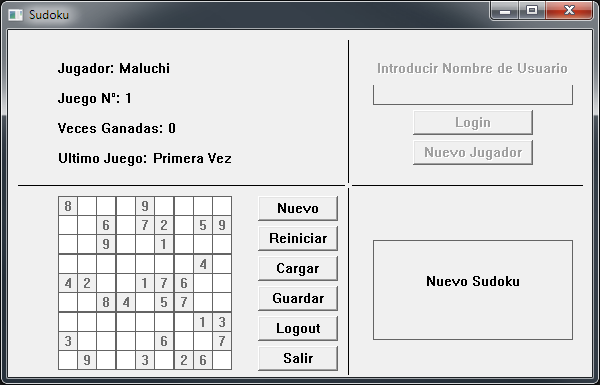 Sudoku
Jugador: Maluchi
Juego Nº: 1
Veces Ganadas: 0
Ultimo Juego: Primera Vez
Introducir Nombre de Usuario
Login
Nuevo Jugador
8 9
6 7 2 5 9
9 1
4
4 2 1 7 6
8 4 5 7
1 3
3 6 7
9 3 2 6
Nuevo
Reiniciar
Cargar
Guardar
Logout
Salir
Nuevo Sudoku